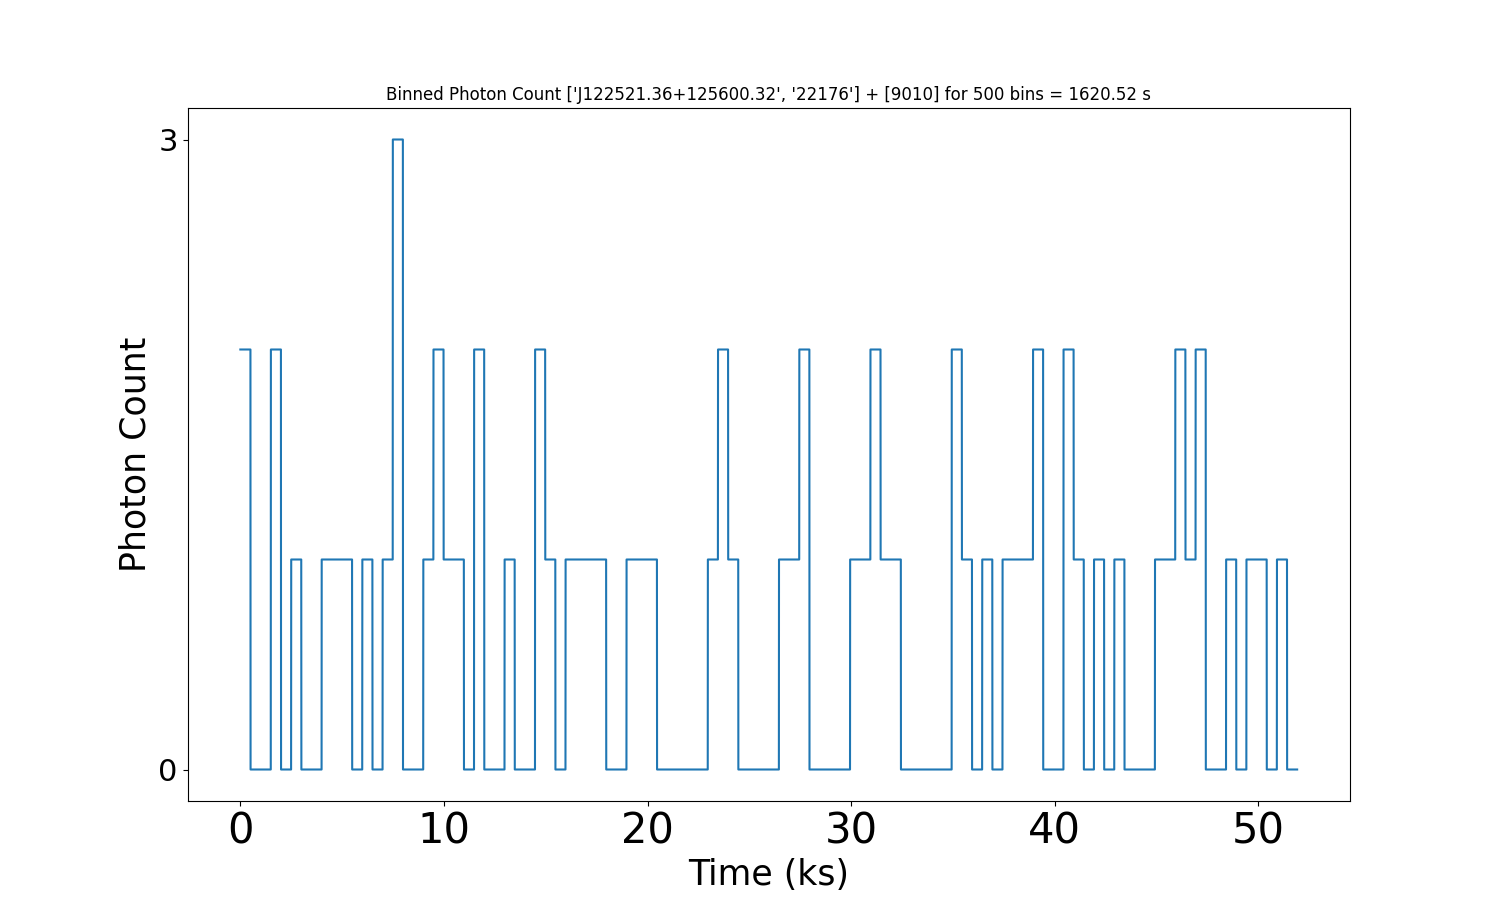 Binned Photon Count ['J122521.36+125600.32', '22176'] + [9010] for 500 bins = 1620.52 s
3
Photon Count
0
0 10 20 30 40 50
Time (ks)